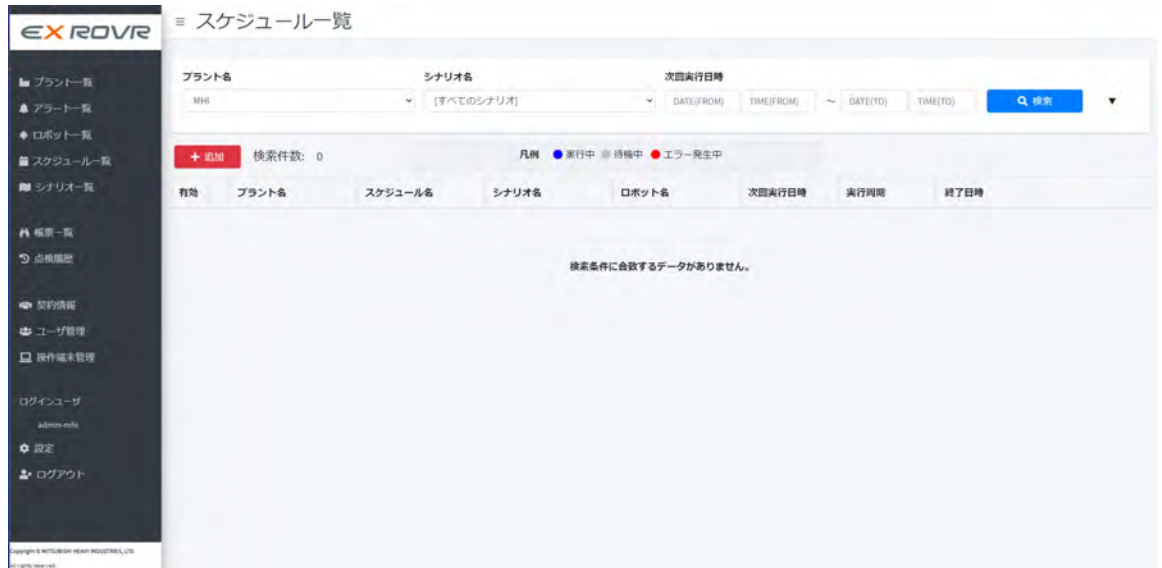 EX ROVR
スケジュール一覧
プラント一覧
アラート一覧
ロボット一覧
スケジュール一覧
シナリオ一覧
帳票一覧
点検履歴
契約情報
ユーザ管理
操作端末管理
ログインユーザ
admin-mhi
設定
ログアウト
Copyright © MITSUBISHI HEAVY INDUSTRIES, LTD.
All rights reserved.
プラント名 シナリオ名 次回実行日時
MHI [すべてのシナリオ] DATE(FROM) TIME(FROM) ~ DATE(TO) TIME(TO) 検索 ▼
+ 追加 検索件数: 0 凡例 実行中 待機中 エラー発生中
有効 プラント名 スケジュール名 シナリオ名 ロボット名 次回実行日時 実行周期 終了日時
検索条件に合致するデータがありません。